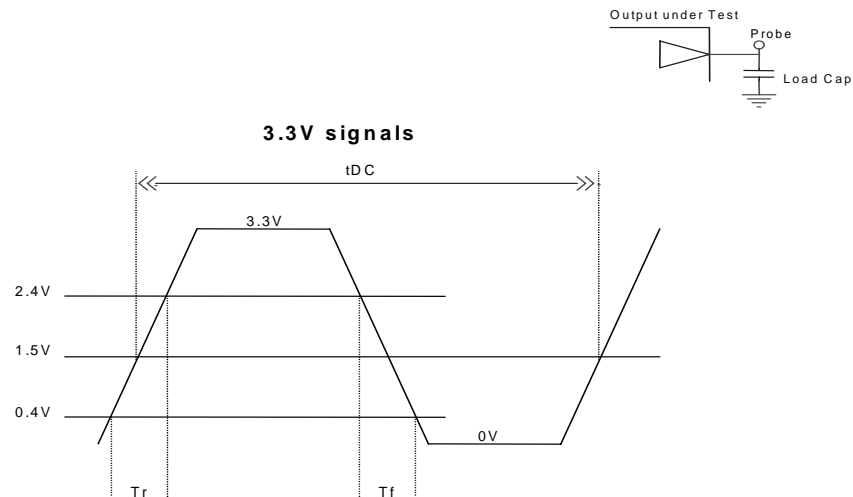 Output under Test
Probe
Load Cap
3.3V signals
tDC
3.3V
2.4V
1.5V
0.4V
0V
Tr
Tf